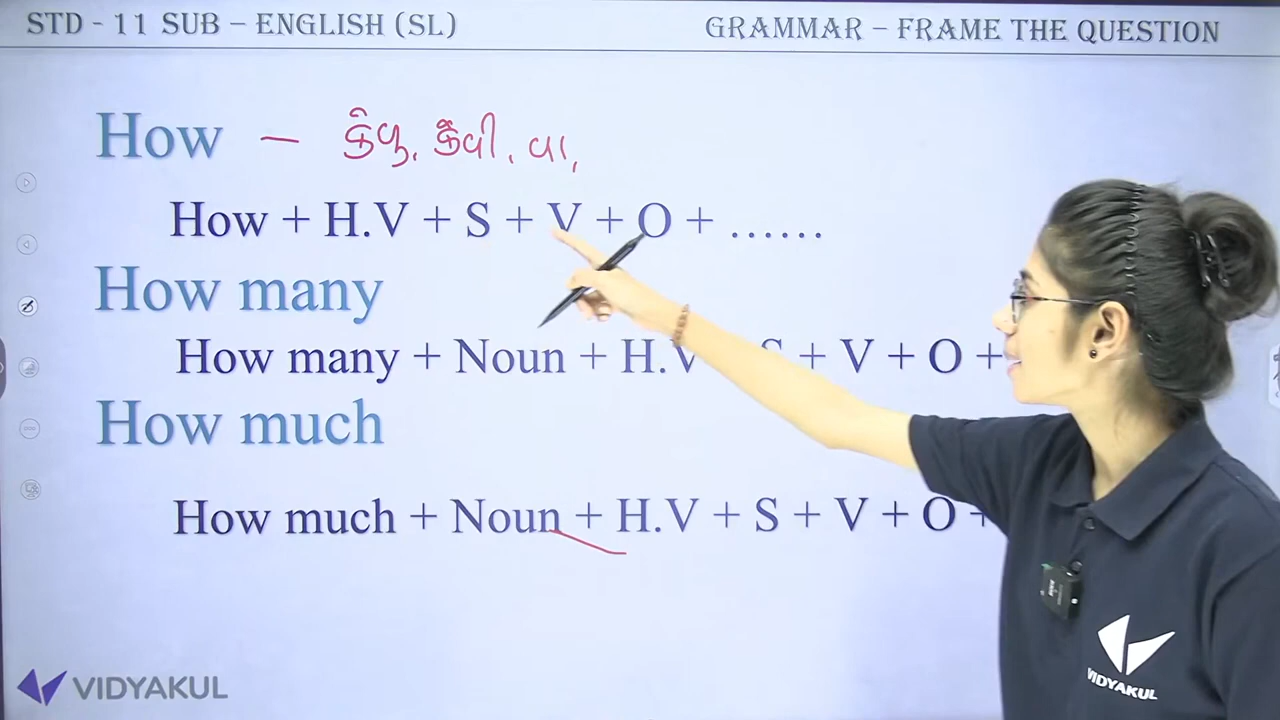 STD - 11 SUB – ENGLISH (SL)
GRAMMAR – FRAME THE QUESTION
How – કેવુ, કેવી, વા,
How + H.V + S + V + O + ......
How many
How many + Noun + H.V S + V + O +
How much
How much + Noun + H.V + S + V + O +
VIDYAKUL
VIDYAKUL